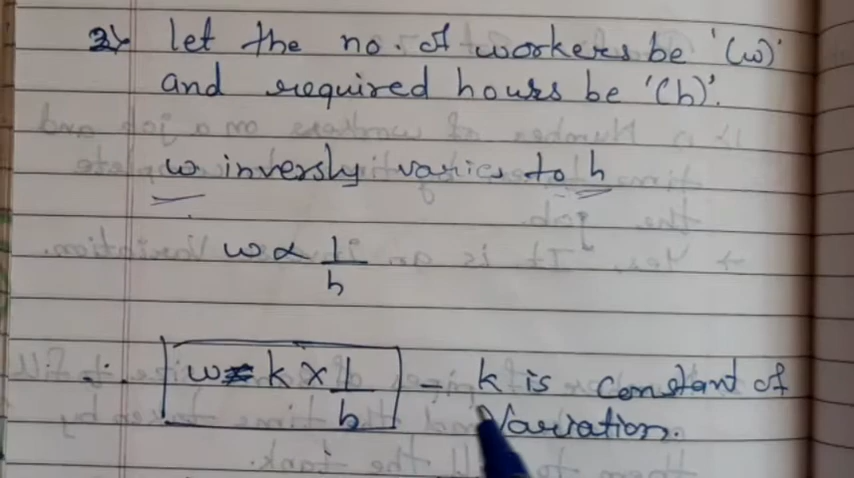 2) let the no. of workers be '(w)'
and required hours be '(h)'.
w inversly varies to h
w ∝ 1/h
∴ w = k × 1/h - k is constant of
Variation.